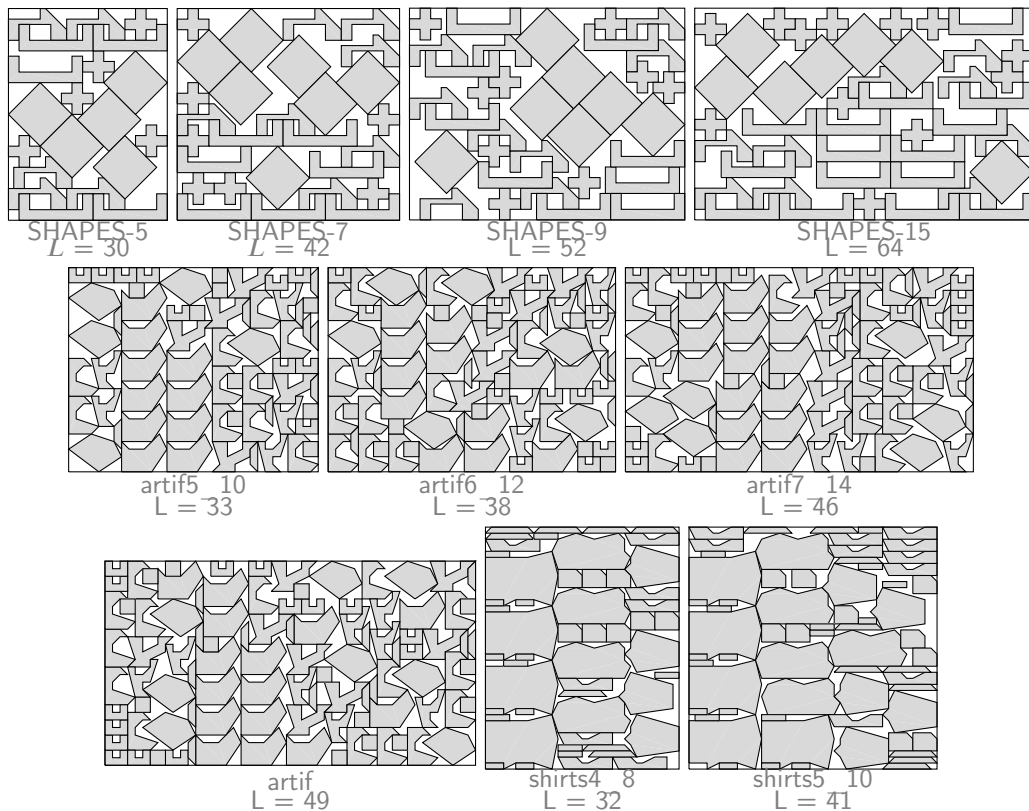 SHAPES-5
L = 30
SHAPES-7
L = 42
SHAPES-9
L = 52
SHAPES-15
L = 64
artif5_10
L = 33
artif6_12
L = 38
artif7_14
L = 46
artif
L = 49
shirts4_8
L = 32
shirts5_10
L = 41